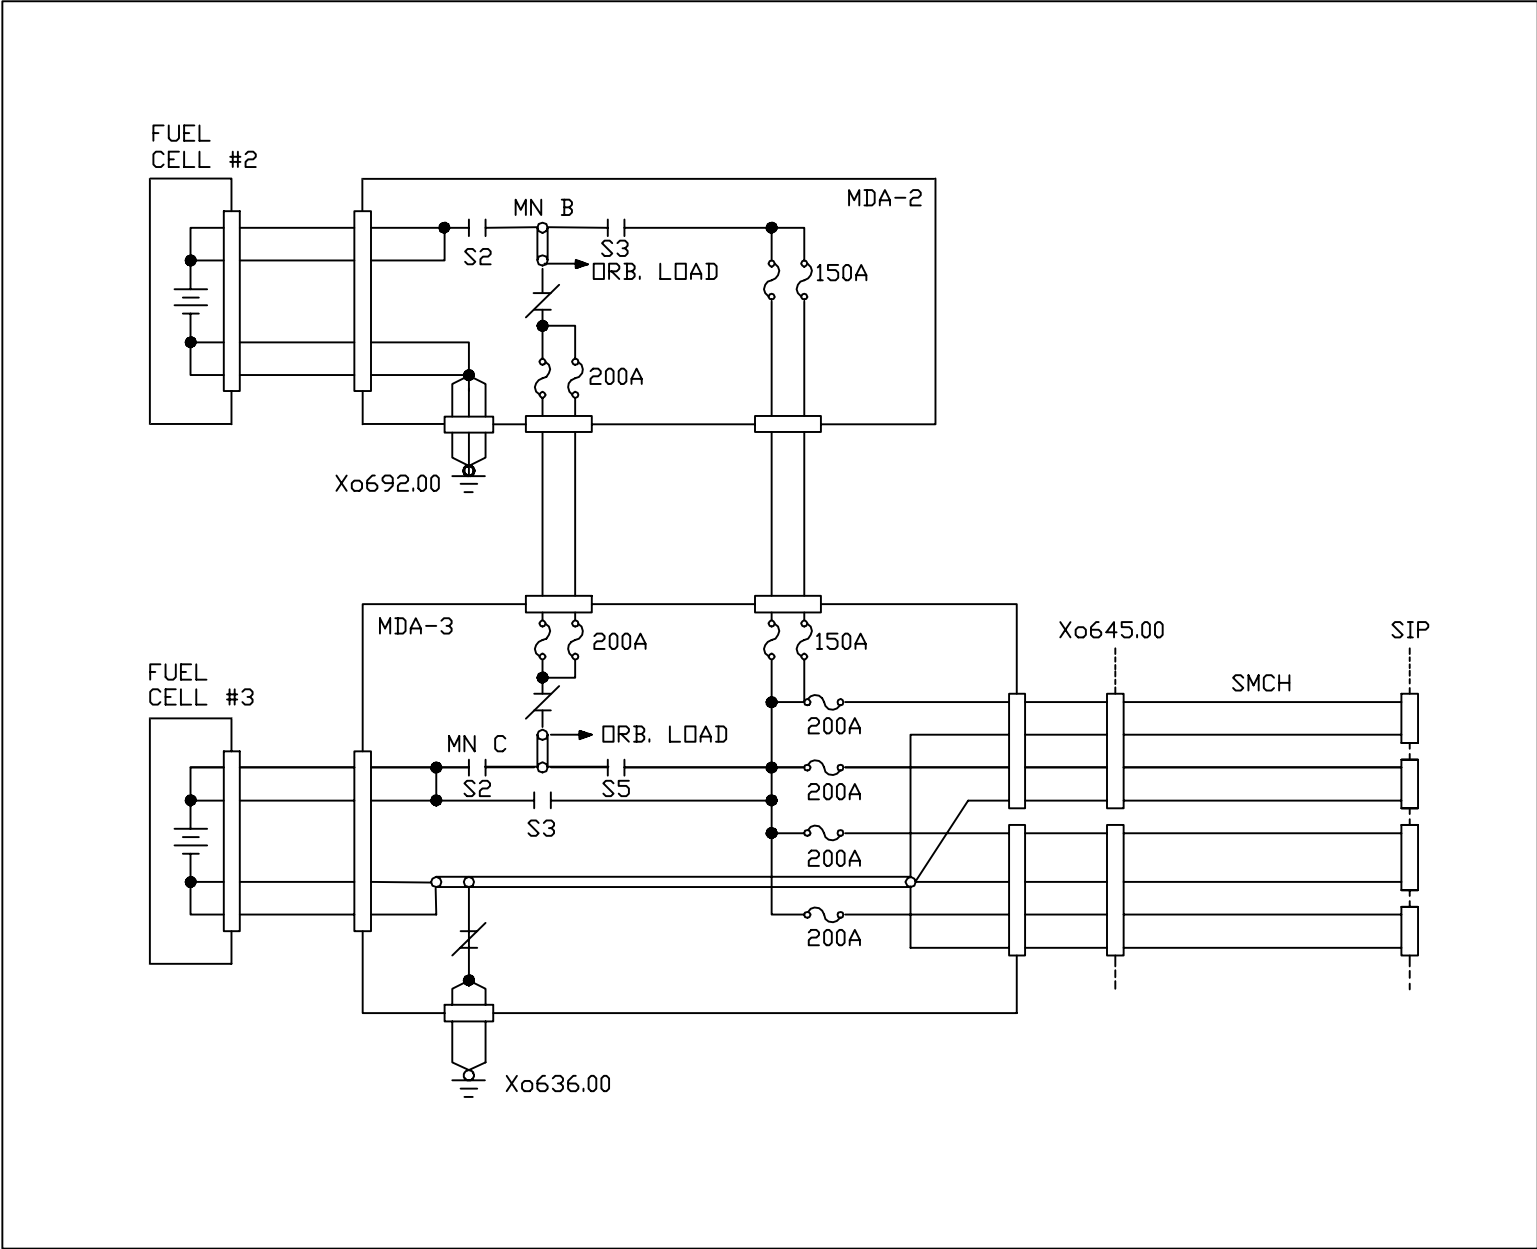 FUEL
CELL #2
MDA-2
MN B
S2
S3
ORB. LOAD
150A
200A
Xo692.00
MDA-3
200A
150A
Xo645.00
SIP
FUEL
CELL #3
SMCH
200A
ORB. LOAD
MN C
S2
S5
200A
S3
200A
200A
Xo636.00